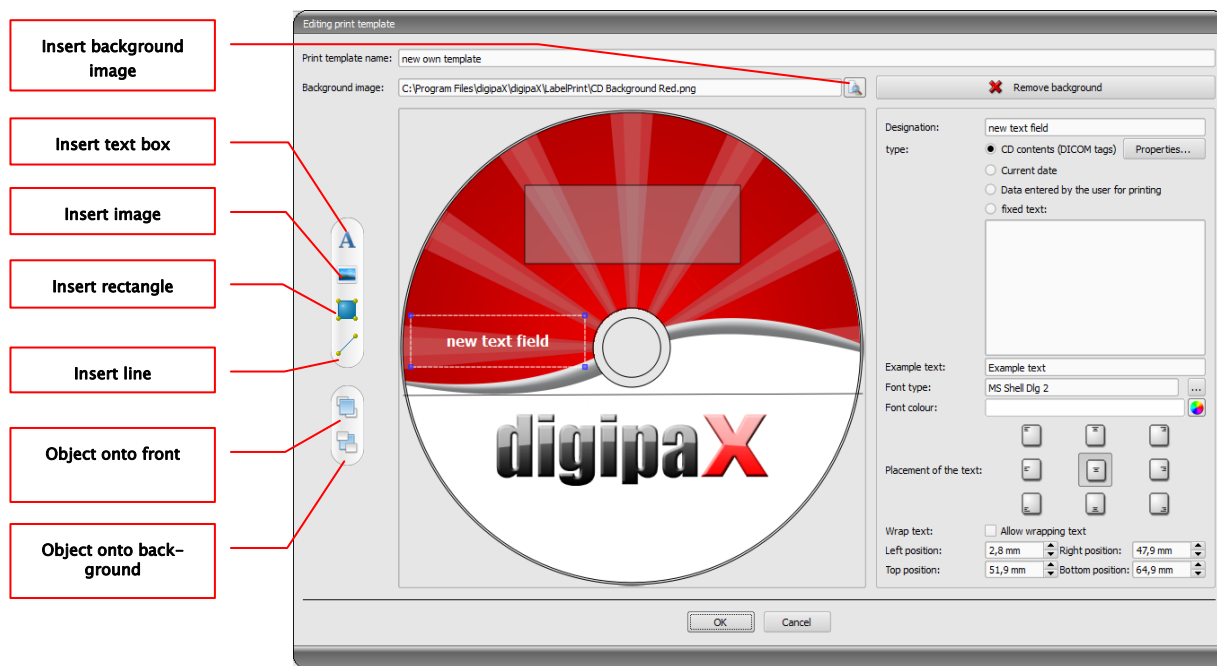 Editing print template
Insert background
image
Print template name: new own template
Background image: C:\Program Files\digipaX\digipaX\LabelPrint\CD Background Red.png
Remove background
Insert text box
Insert image
Insert rectangle
Insert line
Object onto front
Object onto back-
ground
A
new text field
digipaX
Designation: new text field
type: CD contents (DICOM tags) Properties...
Current date
Data entered by the user for printing
fixed text:
Example text: Example text
Font type: MS Shell Dlg 2 ...
Font colour:
Placement of the text:
Wrap text: Allow wrapping text
Left position: 2,8 mm Right position: 47,9 mm
Top position: 51,9 mm Bottom position: 64,9 mm
OK Cancel